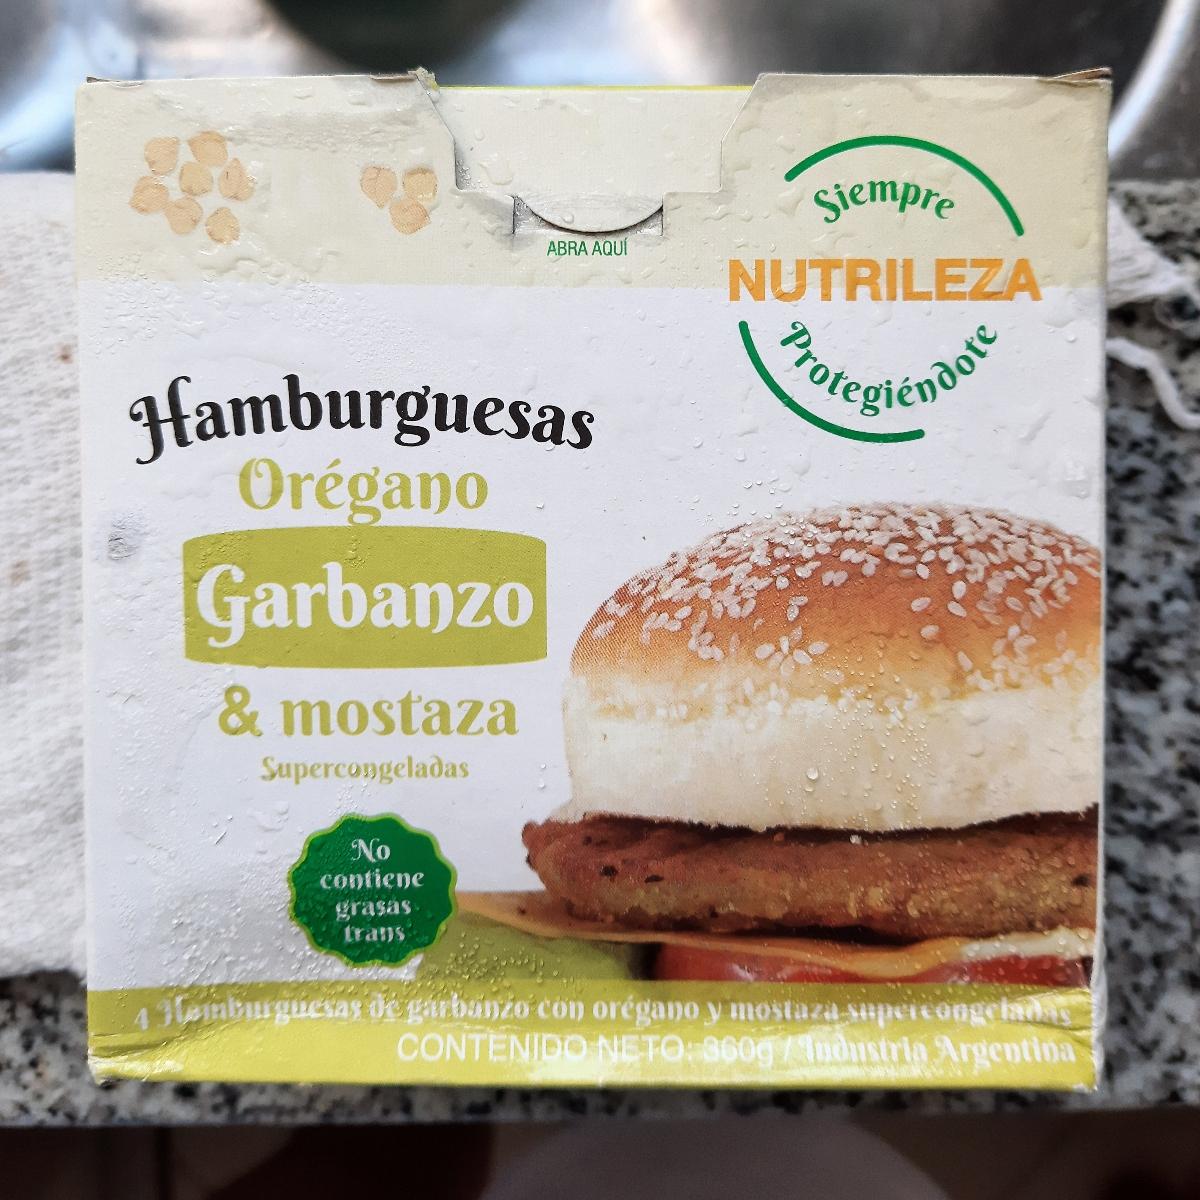 ABRA AQUÍ
Siempre
NUTRILEZA
Protegiéndote
Hamburguesas
Orégano
Garbanzo
& mostaza
Supercongeladas
No
contiene
grasas
trans
4 Hamburguesas de garbanzo con orégano y mostaza supercongeladas
CONTENIDO NETO: 360g / Industria Argentina